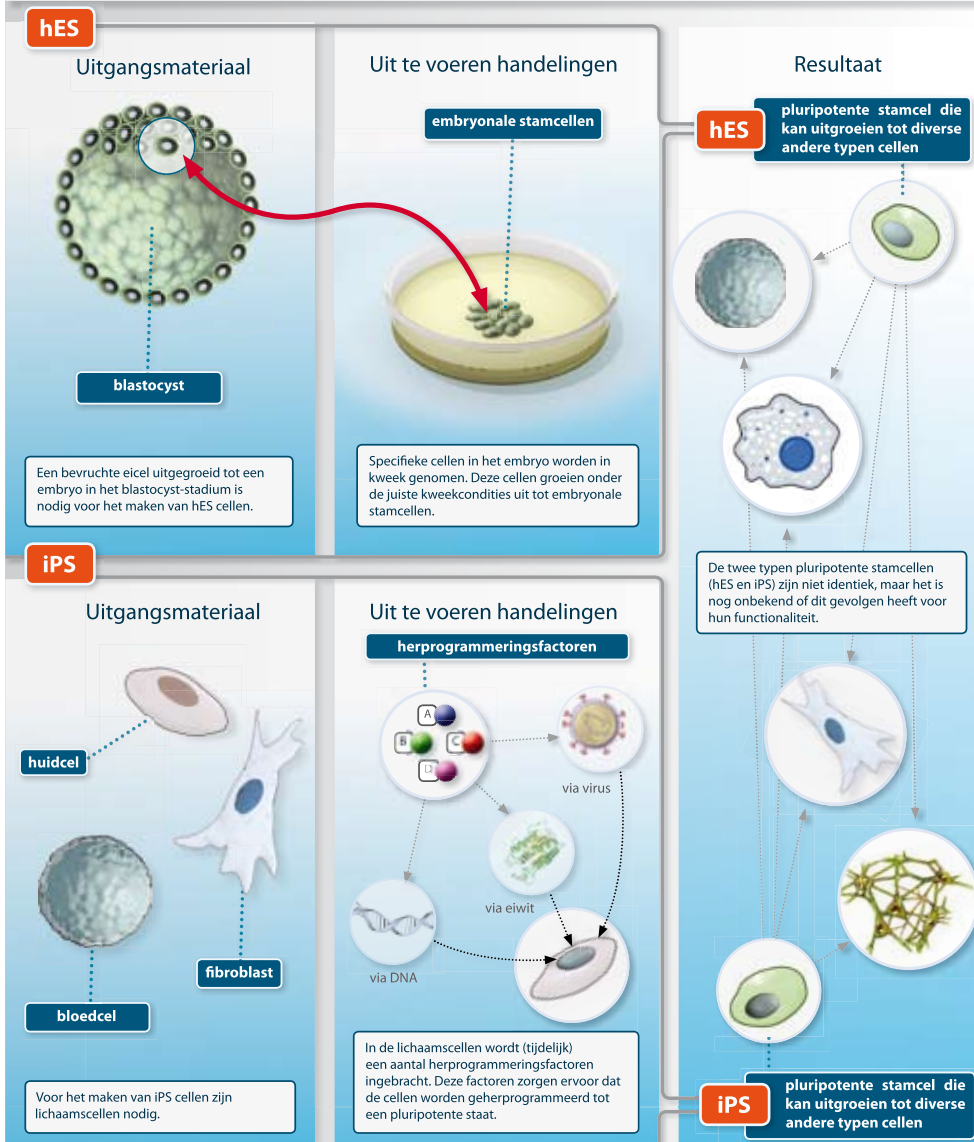 hES
Uitgangsmateriaal
blastocyst
Een bevruchte eicel uitgegroeid tot een
embryo in het blastocyst-stadium is
nodig voor het maken van hES cellen.
Uit te voeren handelingen
embryonale stamcellen
Specifieke cellen in het embryo worden in
kweek genomen. Deze cellen groeien onder
de juiste kweekcondities uit tot embryonale
stamcellen.
Resultaat
hES
pluripotente stamcel die
kan uitgroeien tot diverse
andere typen cellen
De twee typen pluripotente stamcellen
(hES en iPS) zijn niet identiek, maar het is
nog onbekend of dit gevolgen heeft voor
hun functionaliteit.
iPS
Uitgangsmateriaal
huidcel
fibroblast
bloedcel
Voor het maken van iPS cellen zijn
lichaamscellen nodig.
Uit te voeren handelingen
herprogrammeringsfactoren
A
B
C
D
via virus
via eiwit
via DNA
In de lichaamscellen wordt (tijdelijk)
een aantal herprogrammeringsfactoren
ingebracht. Deze factoren zorgen ervoor dat
de cellen worden geherprogrammeerd tot
een pluripotente staat.
iPS
pluripotente stamcel die
kan uitgroeien tot diverse
andere typen cellen